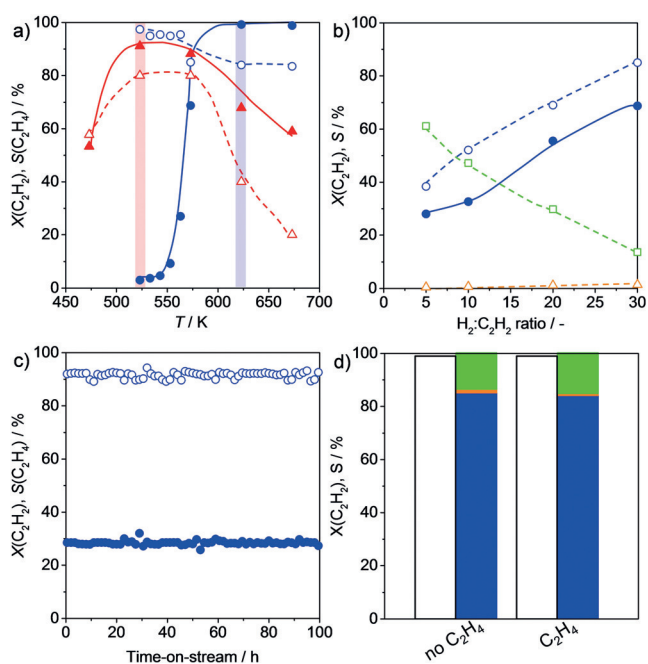 a)
X(C₂H₂), S(C₂H₄) / %
100
80
60
40
20
0
450 500 550 600 650 700
T / K
b)
X(C₂H₂), S / %
100
80
60
40
20
0
0 5 10 15 20 25 30
H₂:C₂H₂ ratio / -
c)
X(C₂H₂), S(C₂H₄) / %
100
80
60
40
20
0
0 20 40 60 80 100
Time-on-stream / h
d)
X(C₂H₂), S / %
100
80
60
40
20
0
no C₂H₄ C₂H₄